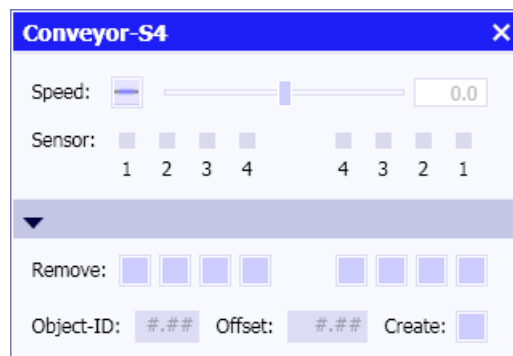 Conveyor-S4
Speed: 0.0
Sensor:
1 2 3 4 4 3 2 1
Remove:
Object-ID: #.## Offset: #.## Create: